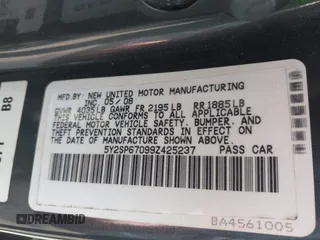 MFD. BY: NEW UNITED MOTOR MANUFACTURING
INC. 05/08
GVWR 4035LB GAWR FR 2195LB RR 1885LB
THIS VEHICLE CONFORMS TO ALL APPLICABLE
FEDERAL MOTOR VEHICLE SAFETY, BUMPER, AND
THEFT PREVENTION STANDARDS IN EFFECT ON THE
DATE OF MANUFACTURE SHOWN ABOVE.
5Y2SP67099Z425237 PASS CAR
BA4561005
B8
DREAMBID